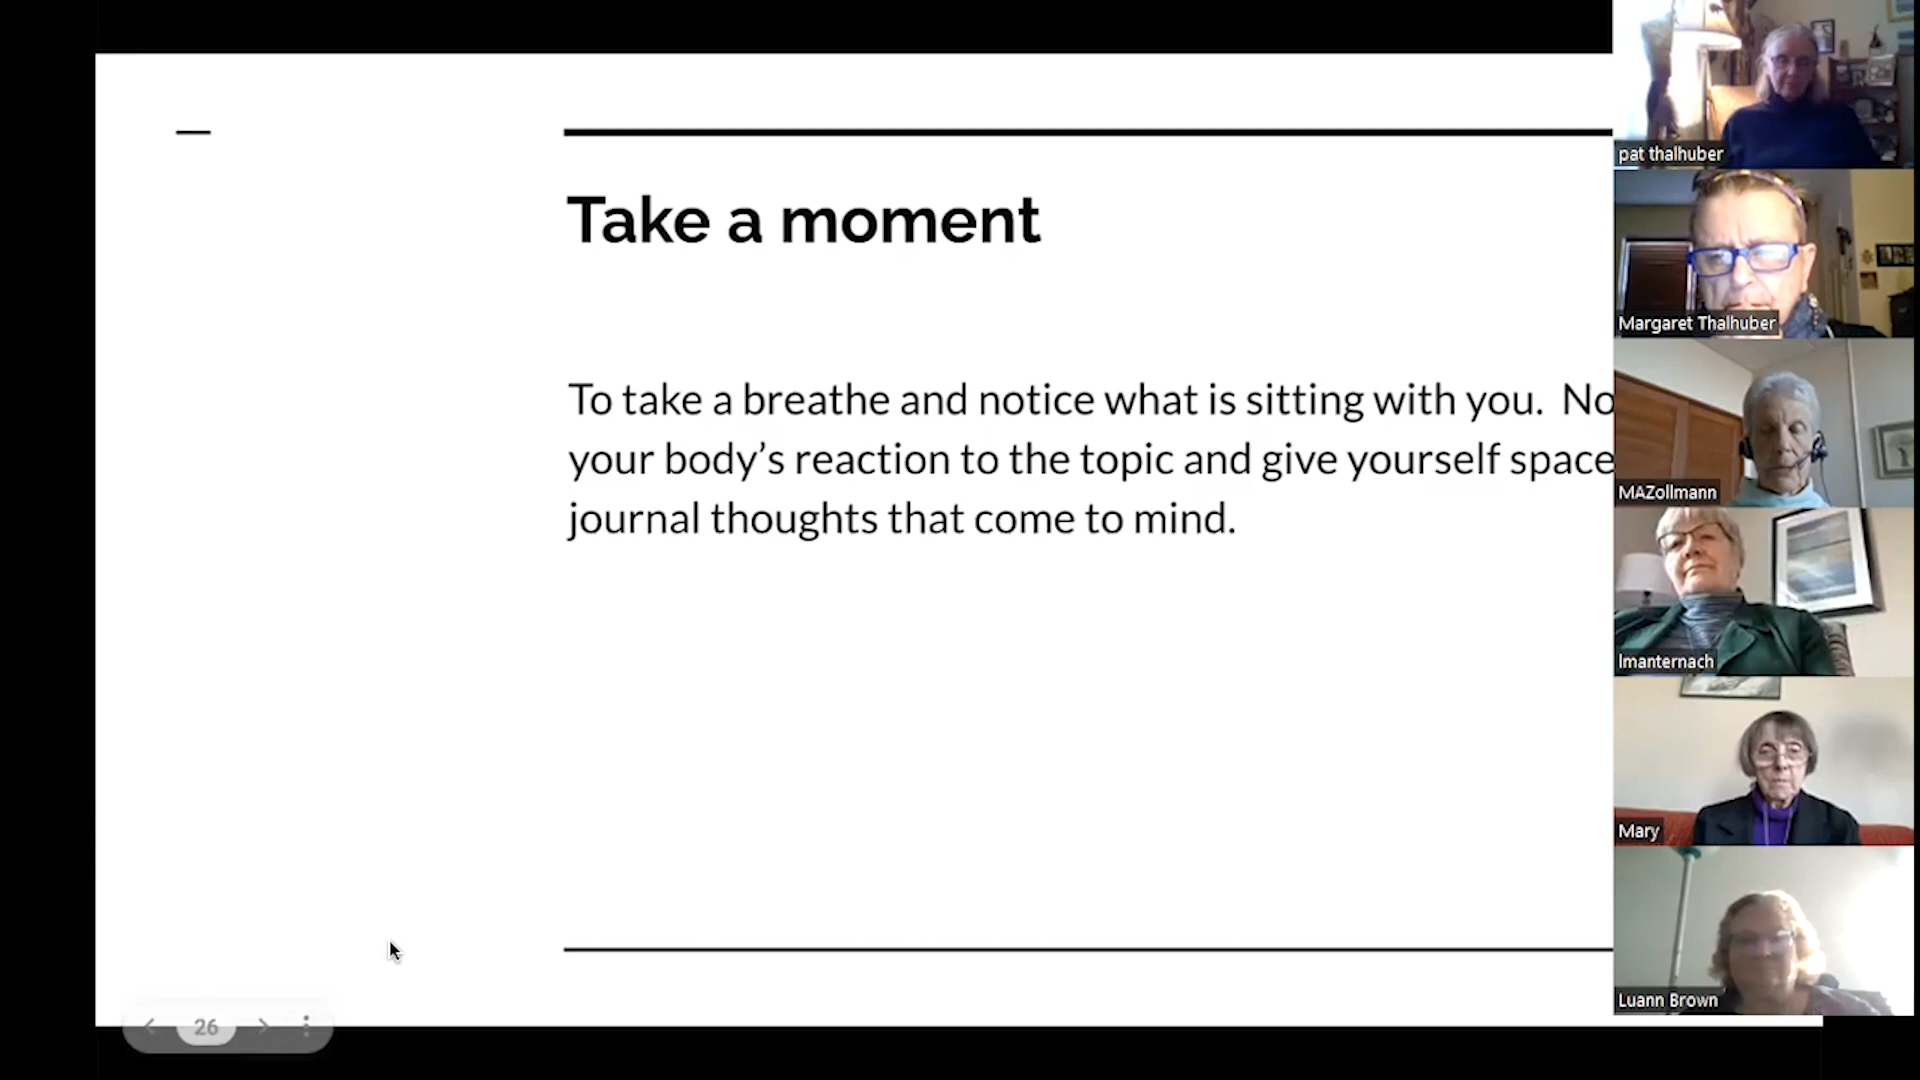 Take a moment
To take a breathe and notice what is sitting with you. No
your body's reaction to the topic and give yourself space
journal thoughts that come to mind.
26
pat thalhuber
Margaret Thalhuber
MAZollmann
lmanternach
Mary
Luann Brown